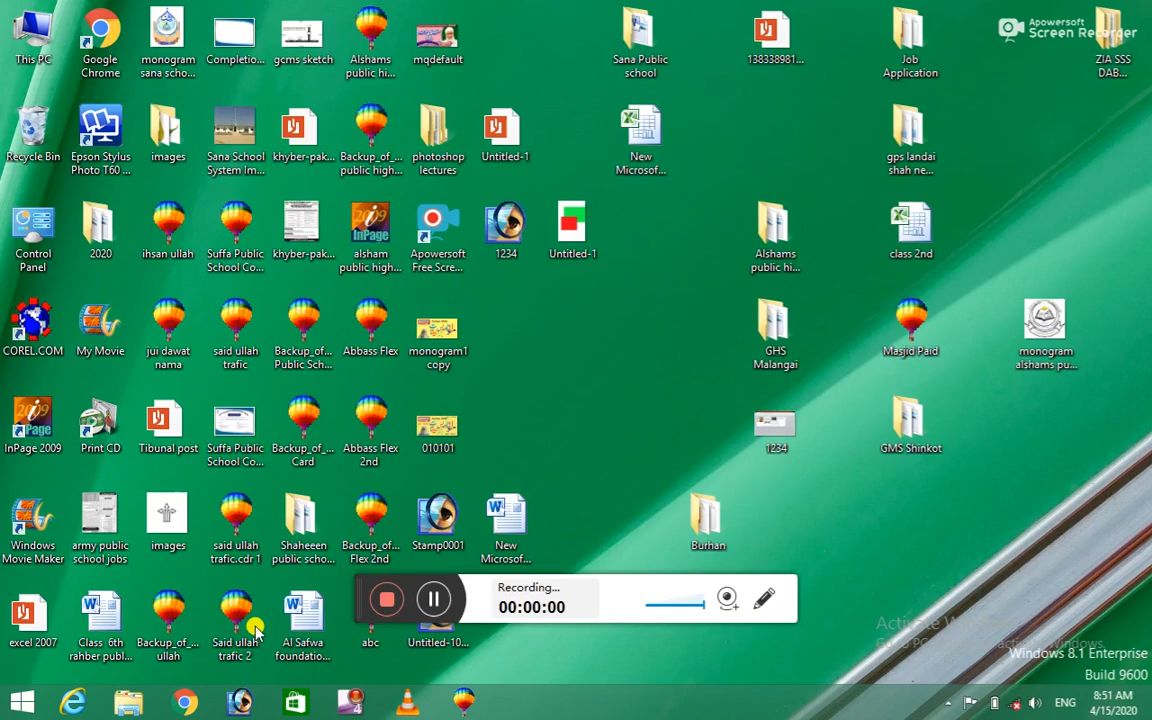 Apowersoft
Screen Recorder
This PC
Google
Chrome
monogram
sana scho...
Completio...
gcms sketch
Alshams
public hi...
mqdefault
Sana Public
school
138338981...
Job
Application
ZIA SSS
DAB...
Recycle Bin
Epson Stylus
Photo T60 ...
images
Sana School
System Im...
khyber-pak...
Backup_of_...
public high...
photoshop
lectures
Untitled-1
New
Microsof...
gps landai
shah ne...
Control
Panel
2020
ihsan ullah
Suffa Public
School Co...
khyber-pak...
2009
InPage
alsham
public high...
Apowersoft
Free Scre...
1234
Untitled-1
Alshams
public hi...
class 2nd
COREL.COM
My Movie
jui dawat
nama
said ullah
trafic
Backup_of...
Public Sch...
Abbass Flex
monogram1
copy
GHS
Malangai
Masjid Paid
monogram
alshams pu...
2009
InPage
InPage 2009
Print CD
Tibunal post
Suffa Public
School Co...
Backup_of_...
Card
Abbass Flex
2nd
010101
1234
GMS Shinkot
Windows
Movie Maker
army public
school jobs
images
said ullah
trafic.cdr 1
Shaheeen
public scho...
Backup_of...
Flex 2nd
Stamp0001
New
Microsof...
Burhan
Recording...
00:00:00
excel 2007
Class 6th
rahber publ...
Backup_of_...
ullah
Said ullah
trafic 2
Al Safwa
foundatio...
abc
Untitled-10...
Windows 8.1 Enterprise
Build 9600
ENG
8:51 AM
4/15/2020